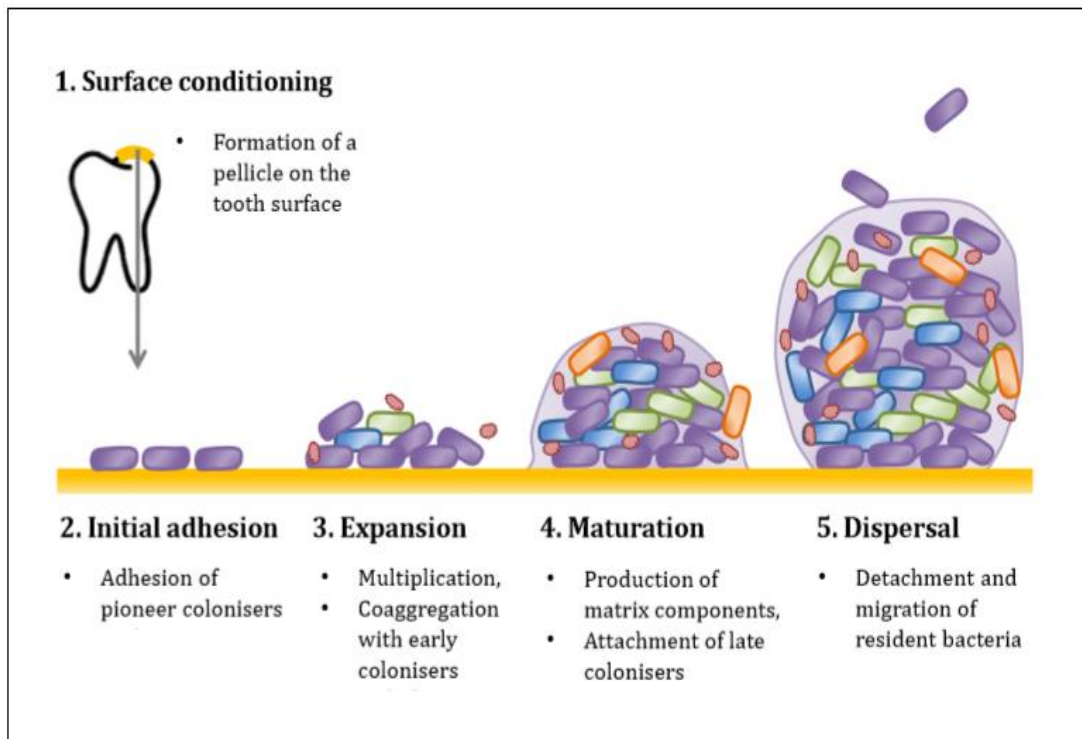 1. Surface conditioning
• Formation of a
pellicle on the
tooth surface
2. Initial adhesion
• Adhesion of
pioneer colonisers
3. Expansion
• Multiplication,
• Coaggregation
with early
colonisers
4. Maturation
• Production of
matrix components,
• Attachment of late
colonisers
5. Dispersal
• Detachment and
migration of
resident bacteria